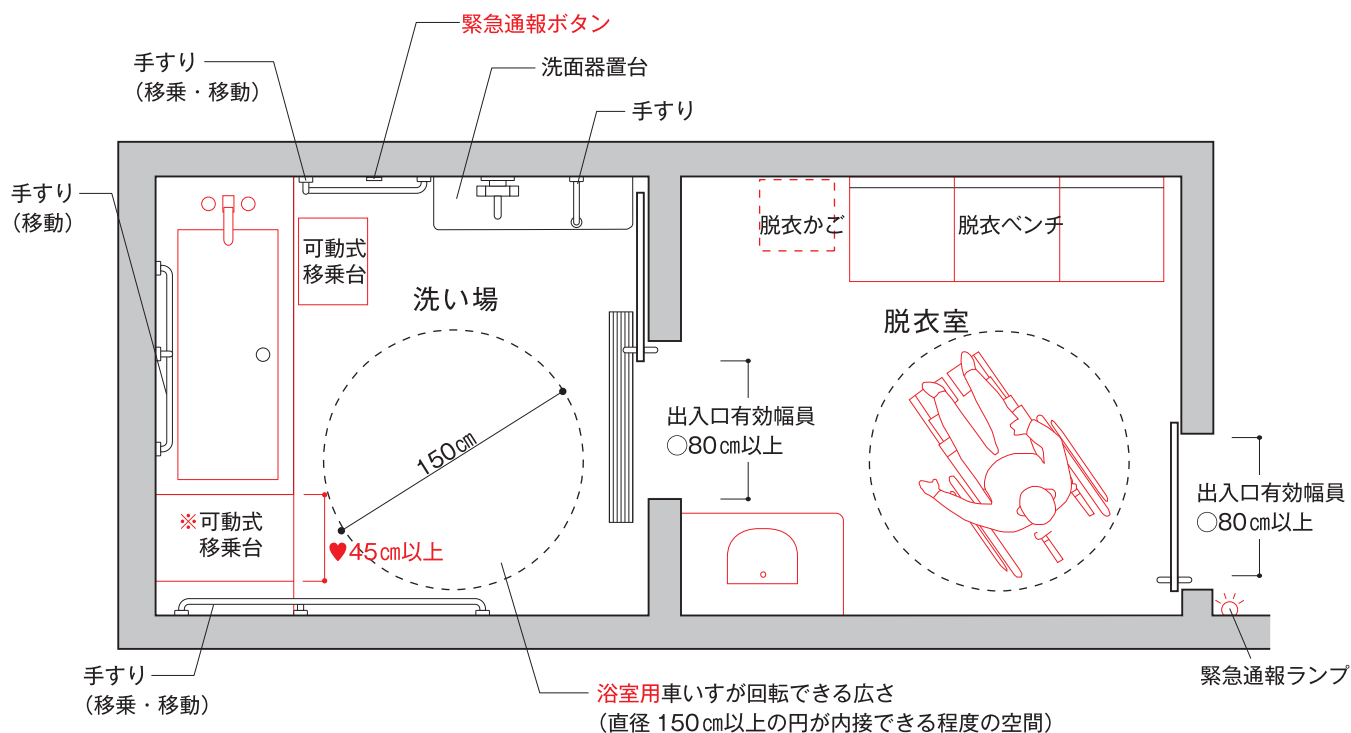 緊急通報ボタン
手すり
（移乗・移動）
洗面器置台
手すり
手すり
（移動）
可動式
移乗台
脱衣かご
脱衣ベンチ
洗い場
脱衣室
150㎝
出入口有効幅員
○80㎝以上
出入口有効幅員
○80㎝以上
※可動式
移乗台
♥45㎝以上
手すり
（移乗・移動）
緊急通報ランプ
浴室用車いすが回転できる広さ
（直径 150㎝以上の円が内接できる程度の空間）